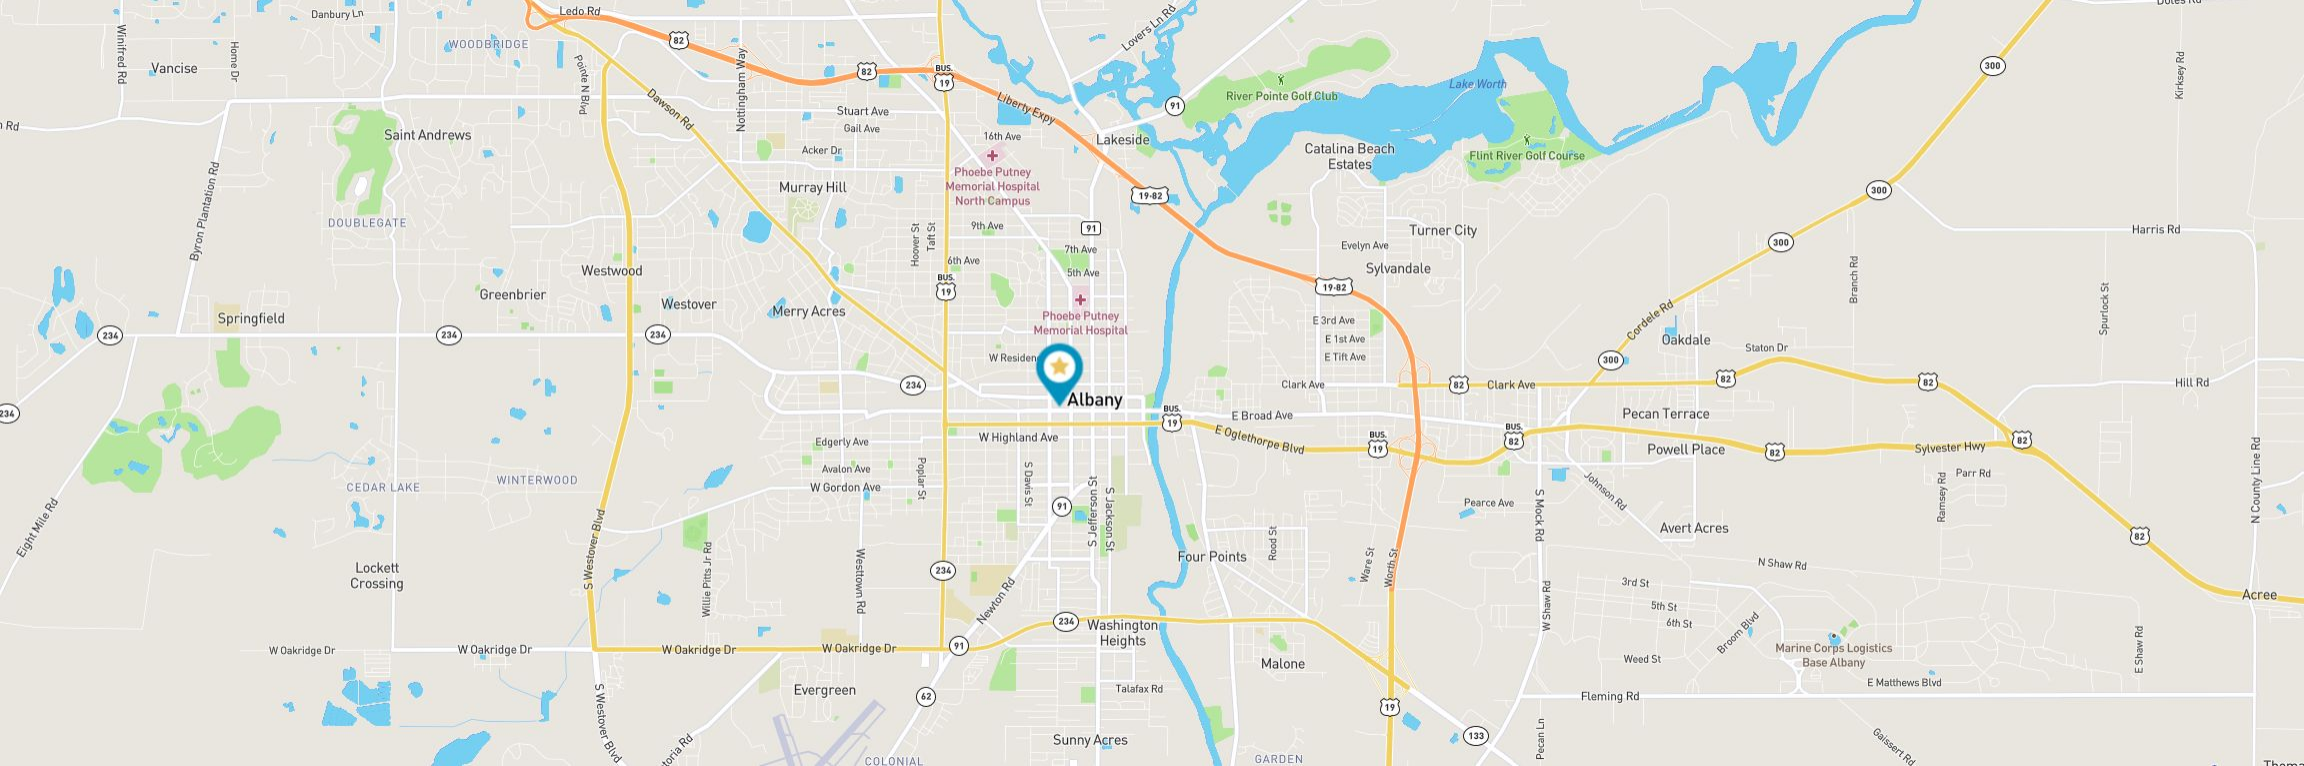 Danbury Ln
Ledo Rd
Lovers Ln Rd
Winifred Rd
Home Dr
WOODBRIDGE
82
Vancise
Pointe N Blvd
Nottingham Way
82
BUS.
19
300
Kirksey Rd
Dawson Rd
Liberty Expy
91
River Pointe Golf Club
Lake Worth
Stuart Ave
Gail Ave
Saint Andrews
16th Ave
Lakeside
Acker Dr
Catalina Beach
Estates
Flint River Golf Course
Phoebe Putney
Memorial Hospital
North Campus
Murray Hill
19-82
300
Byron Plantation Rd
DOUBLEGATE
9th Ave
91
Hoover St
Taft St
Turner City
Harris Rd
300
7th Ave
Evelyn Ave
6th Ave
5th Ave
Westwood
Sylvandale
Branch Rd
BUS.
19
Greenbrier
Westover
Merry Acres
19-82
Spurlock St
Springfield
Phoebe Putney
Memorial Hospital
E 3rd Ave
Cordele Rd
234
234
234
E 1st Ave
Oakdale
Staton Dr
W Residen
E Tift Ave
300
234
Clark Ave
82
Clark Ave
82
82
Hill Rd
Albany
234
BUS.
19
E Broad Ave
Pecan Terrace
W Highland Ave
E Oglethorpe Blvd
BUS.
19
BUS.
82
82
Powell Place
Sylvester Hwy
82
Edgerly Ave
Avalon Ave
W Gordon Ave
Poplar St
S Davis St
CEDAR LAKE
WINTERWOOD
Parr Rd
Ramsey Rd
N County Line Rd
Johnson Rd
Pearce Ave
S Mock Rd
91
S Jefferson St
S Jackson St
Eight Mile Rd
S Westover Blvd
Avert Acres
82
Rood St
Four Points
Ware St
Worth St
Lockett
Crossing
Willie Pitts Jr Rd
Westtown Rd
234
Newton Rd
N Shaw Rd
3rd St
5th St
6th St
W Shaw Rd
Broom Blvd
Acree
234
Washington
Heights
W Oakridge Dr
W Oakridge Dr
W Oakridge Dr
W Oakridge Dr
91
Malone
Weed St
Marine Corps Logistics
Base Albany
E Shaw Rd
E Matthews Blvd
Evergreen
62
Talafax Rd
Fleming Rd
19
S Westover Blvd
133
Pecan Ln
Gaissert Rd
Sunny Acres
COLONIAL
GARDEN